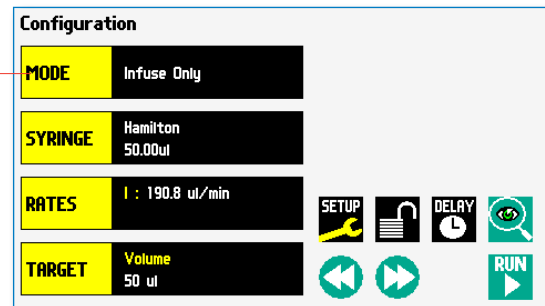 Configuration
MODE
Infuse Only
SYRINGE
Hamilton
50.00ul
RATES
I : 190.8 ul/min
TARGET
Volume
50 ul
SETUP
DELAY
RUN